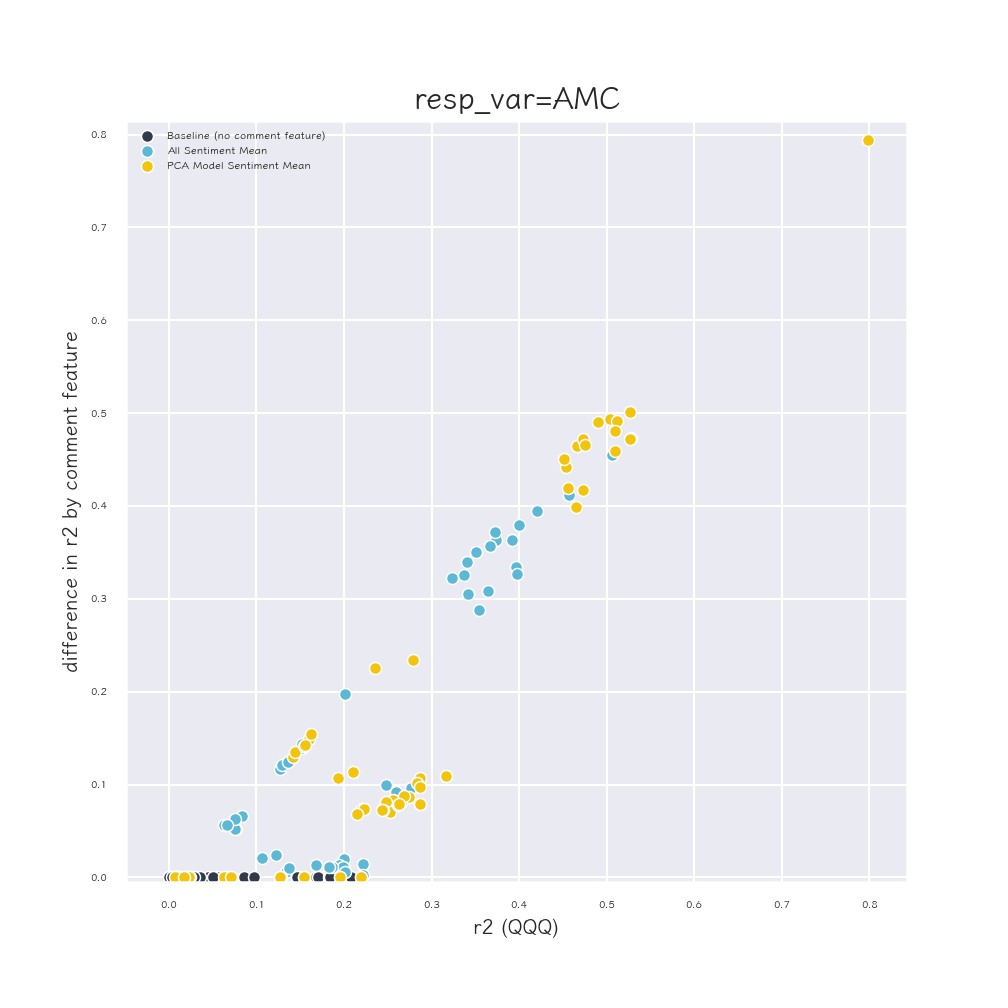 resp_var=AMC
Baseline (no comment feature)
All Sentiment Mean
PCA Model Sentiment Mean
difference in r2 by comment feature
0.8
0.7
0.6
0.5
0.4
0.3
0.2
0.1
0.0
0.0 0.1 0.2 0.3 0.4 0.5 0.6 0.7 0.8
r2 (QQQ)